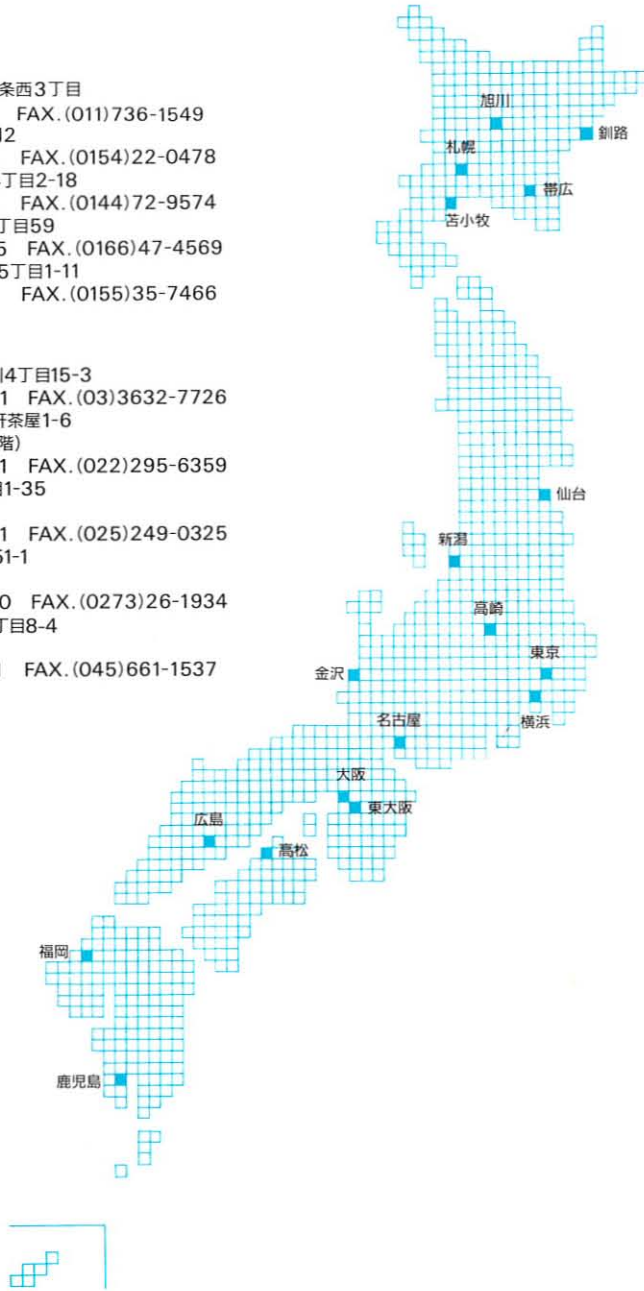 条西3丁目
FAX.(011)736-1549
2
FAX.(0154)22-0478
丁目2-18
FAX.(0144)72-9574
丁目59
5 FAX.(0166)47-4569
5丁目1-11
FAX.(0155)35-7466
4丁目15-3
1 FAX.(03)3632-7726
軒茶屋1-6
階)
1 FAX.(022)295-6359
1-35
1 FAX.(025)249-0325
51-1
0 FAX.(0273)26-1934
丁目8-4
FAX.(045)661-1537
旭川
釧路
札幌
帯広
苫小牧
仙台
新潟
高崎
東京
金沢
横浜
名古屋
大阪
東大阪
広島
高松
福岡
鹿児島